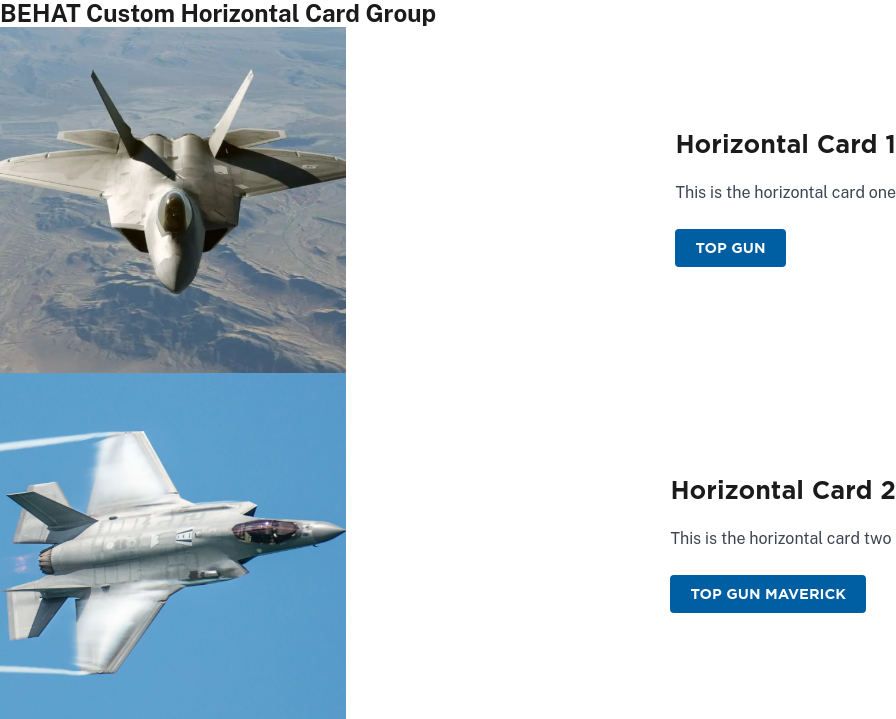 BEHAT Custom Horizontal Card Group
Horizontal Card 1
This is the horizontal card one
TOP GUN
Horizontal Card 2
This is the horizontal card two
TOP GUN MAVERICK